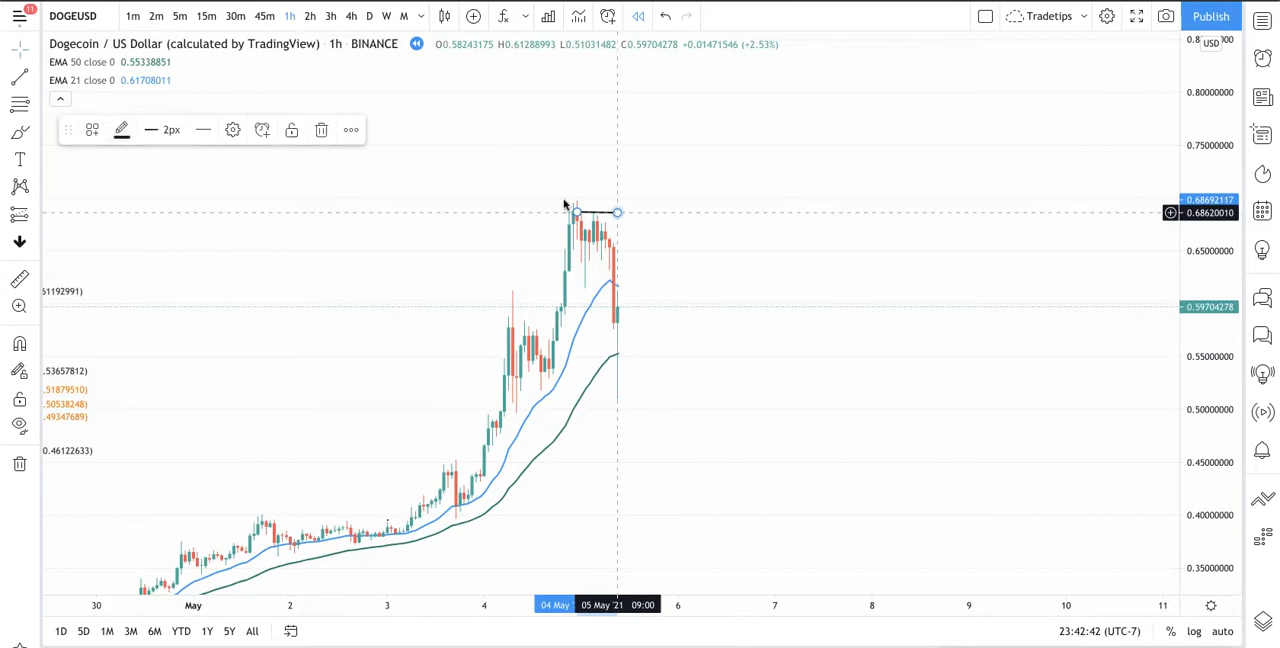 11
DOGEUSD 1m 2m 5m 15m 30m 45m 1h 2h 3h 4h D W M Tradetips Publish
Dogecoin / US Dollar (calculated by TradingView) 1h BINANCE O0.58243175 H0.61288993 L0.51031482 C0.59704278 +0.01471546 (+2.53%)
USD
EMA 50 close 0 0.55338851
EMA 21 close 0 0.61708011
0.80000000
2px
0.75000000
0.68692117
0.68620010
0.65000000
61192991)
0.59704278
0.55000000
.53657812)
.51879510)
.50538248)
0.50000000
.49347689)
0.46122633)
0.45000000
0.40000000
0.35000000
30 May 2 3 4 04 May ' 05 May '21 09:00 6 7 8 9 10 11
1D 5D 1M 3M 6M YTD 1Y 5Y All 23:42:42 (UTC-7) % log auto